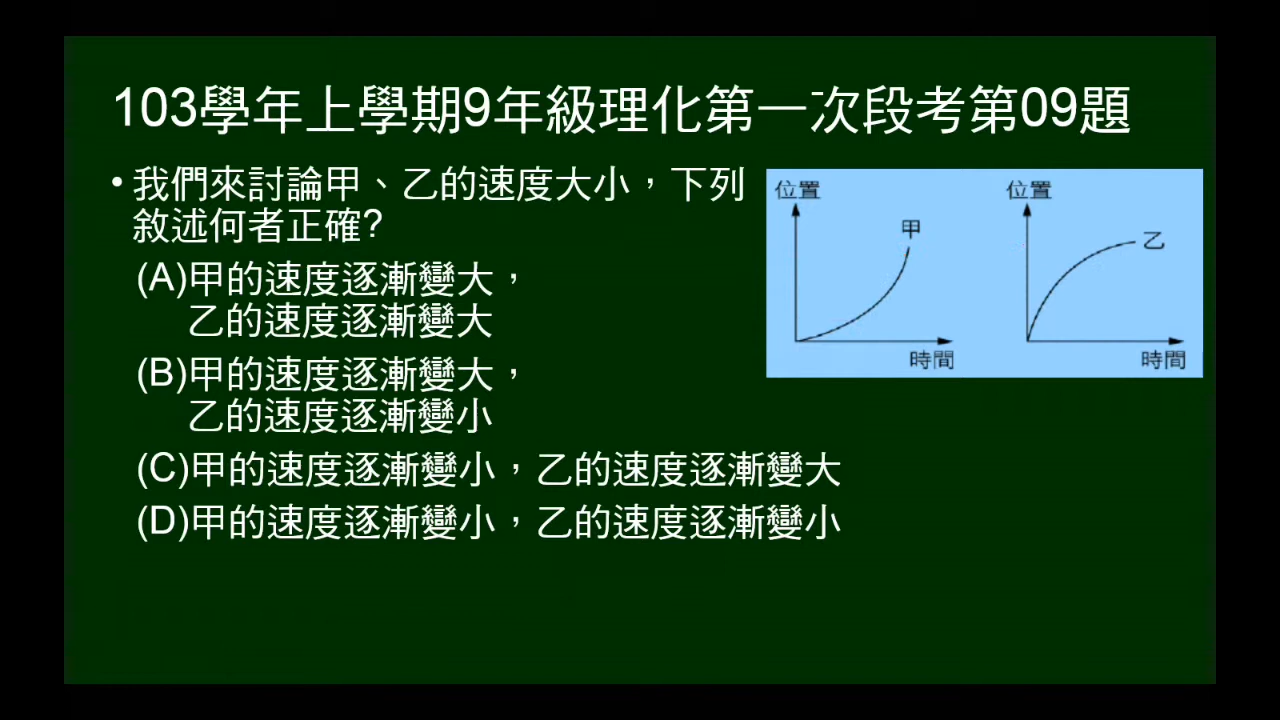 103學年上學期9年級理化第一次段考第09題
•我們來討論甲、乙的速度大小，下列
敘述何者正確?
(A)甲的速度逐漸變大，
乙的速度逐漸變大
(B)甲的速度逐漸變大，
乙的速度逐漸變小
(C)甲的速度逐漸變小，乙的速度逐漸變大
(D)甲的速度逐漸變小，乙的速度逐漸變小
位置
甲
時間
位置
乙
時間